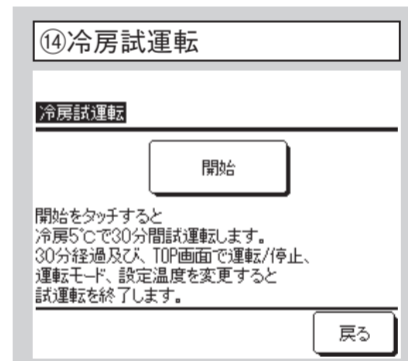 ⑭冷房試運転
冷房試運転
開始
開始をタッチすると
冷房5℃で30分間試運転します。
30分経過及び、TOP画面で運転/停止、
運転モード、設定温度を変更すると
試運転を終了します。
戻る